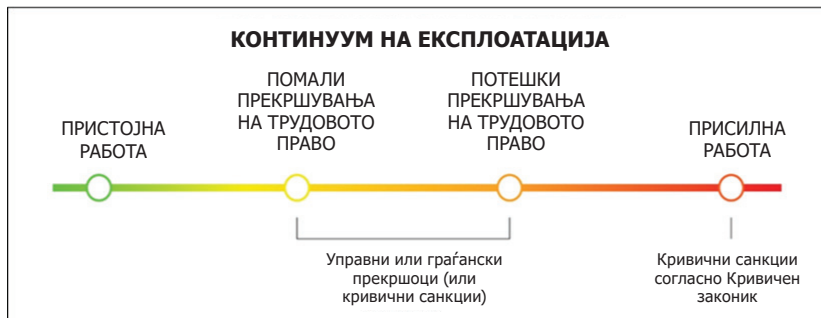 КОНТИНУУМ НА ЕКСПЛОАТАЦИЈА
ПРИСТОЈНА
РАБОТА
ПОМАЛИ
ПРЕКРШУВАЊА
НА ТРУДОВОТО
ПРАВО
ПОТЕШКИ
ПРЕКРШУВАЊА
НА ТРУДОВОТО
ПРАВО
ПРИСИЛНА
РАБОТА
Управни или граѓански
прекршоци (или
кривични санкции)
Кривични санкции
согласно Кривичен
законик